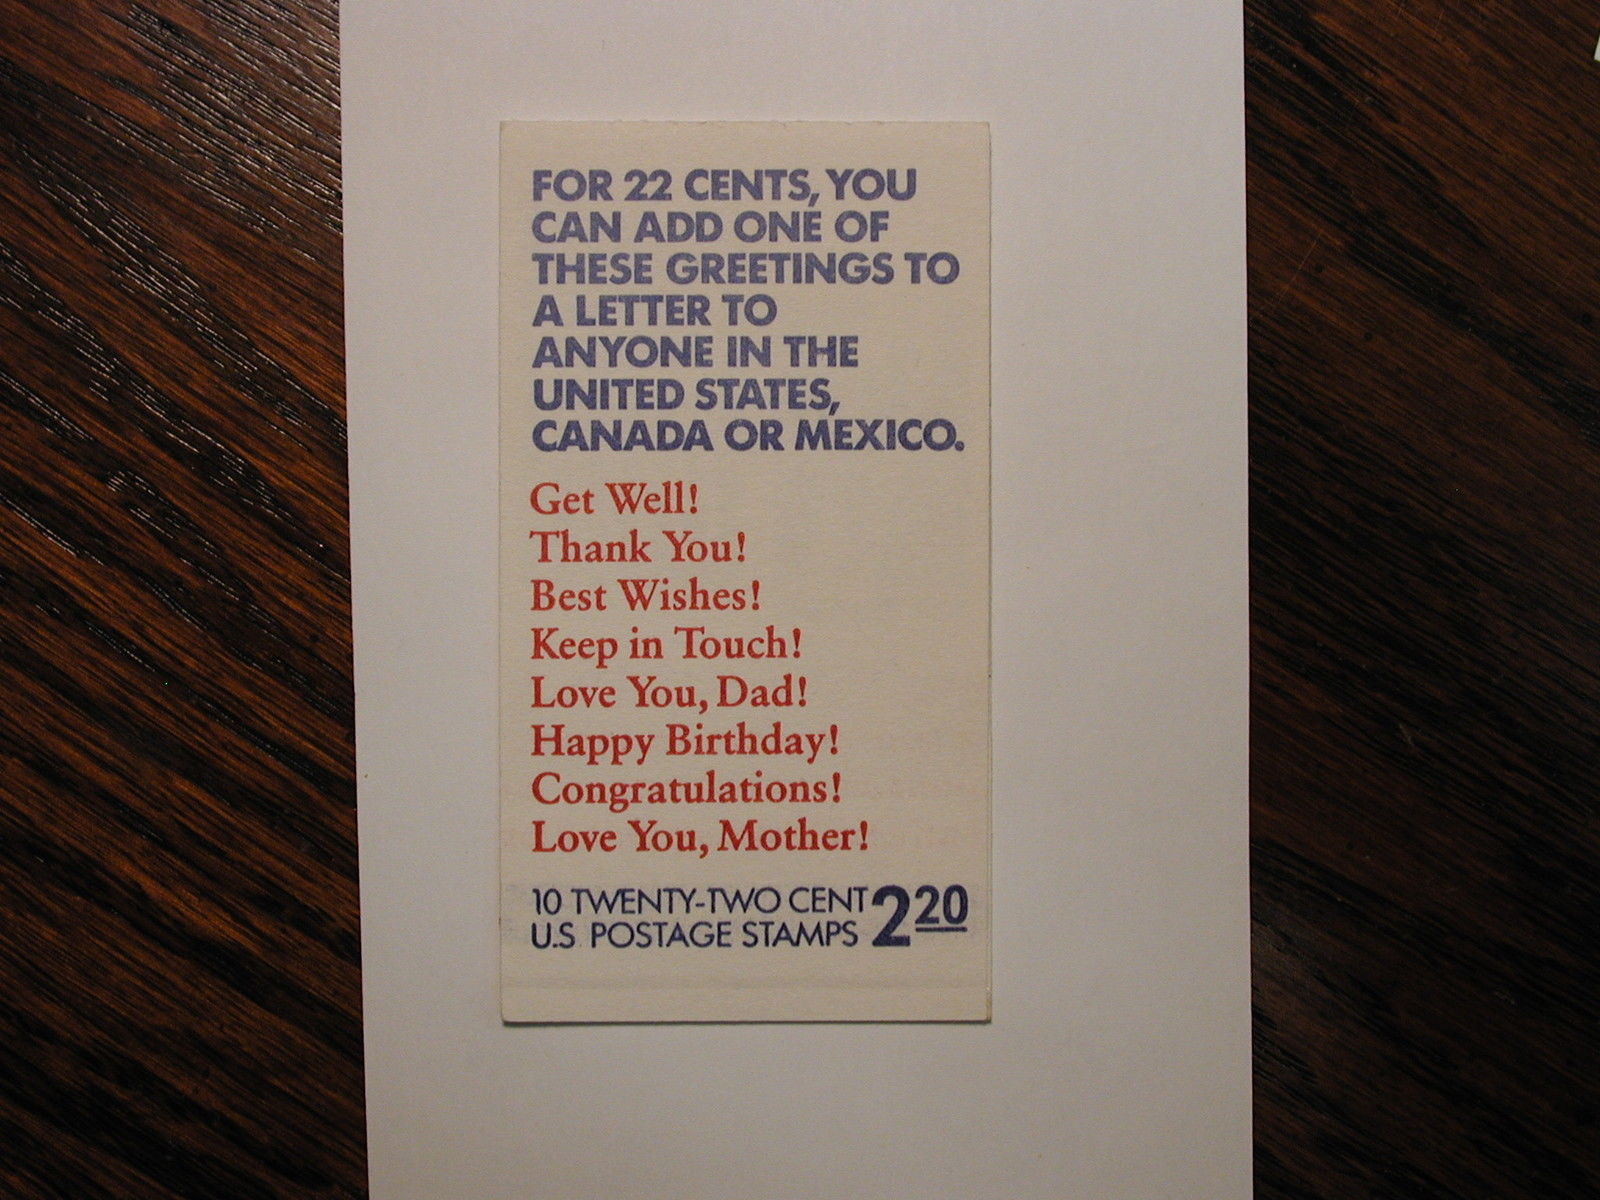 FOR 22 CENTS, YOU
CAN ADD ONE OF
THESE GREETINGS TO
A LETTER TO
ANYONE IN THE
UNITED STATES,
CANADA OR MEXICO.
Get Well!
Thank You!
Best Wishes!
Keep in Touch!
Love You, Dad!
Happy Birthday!
Congratulations!
Love You, Mother!
10 TWENTY-TWO CENT 2 20
U.S. POSTAGE STAMPS